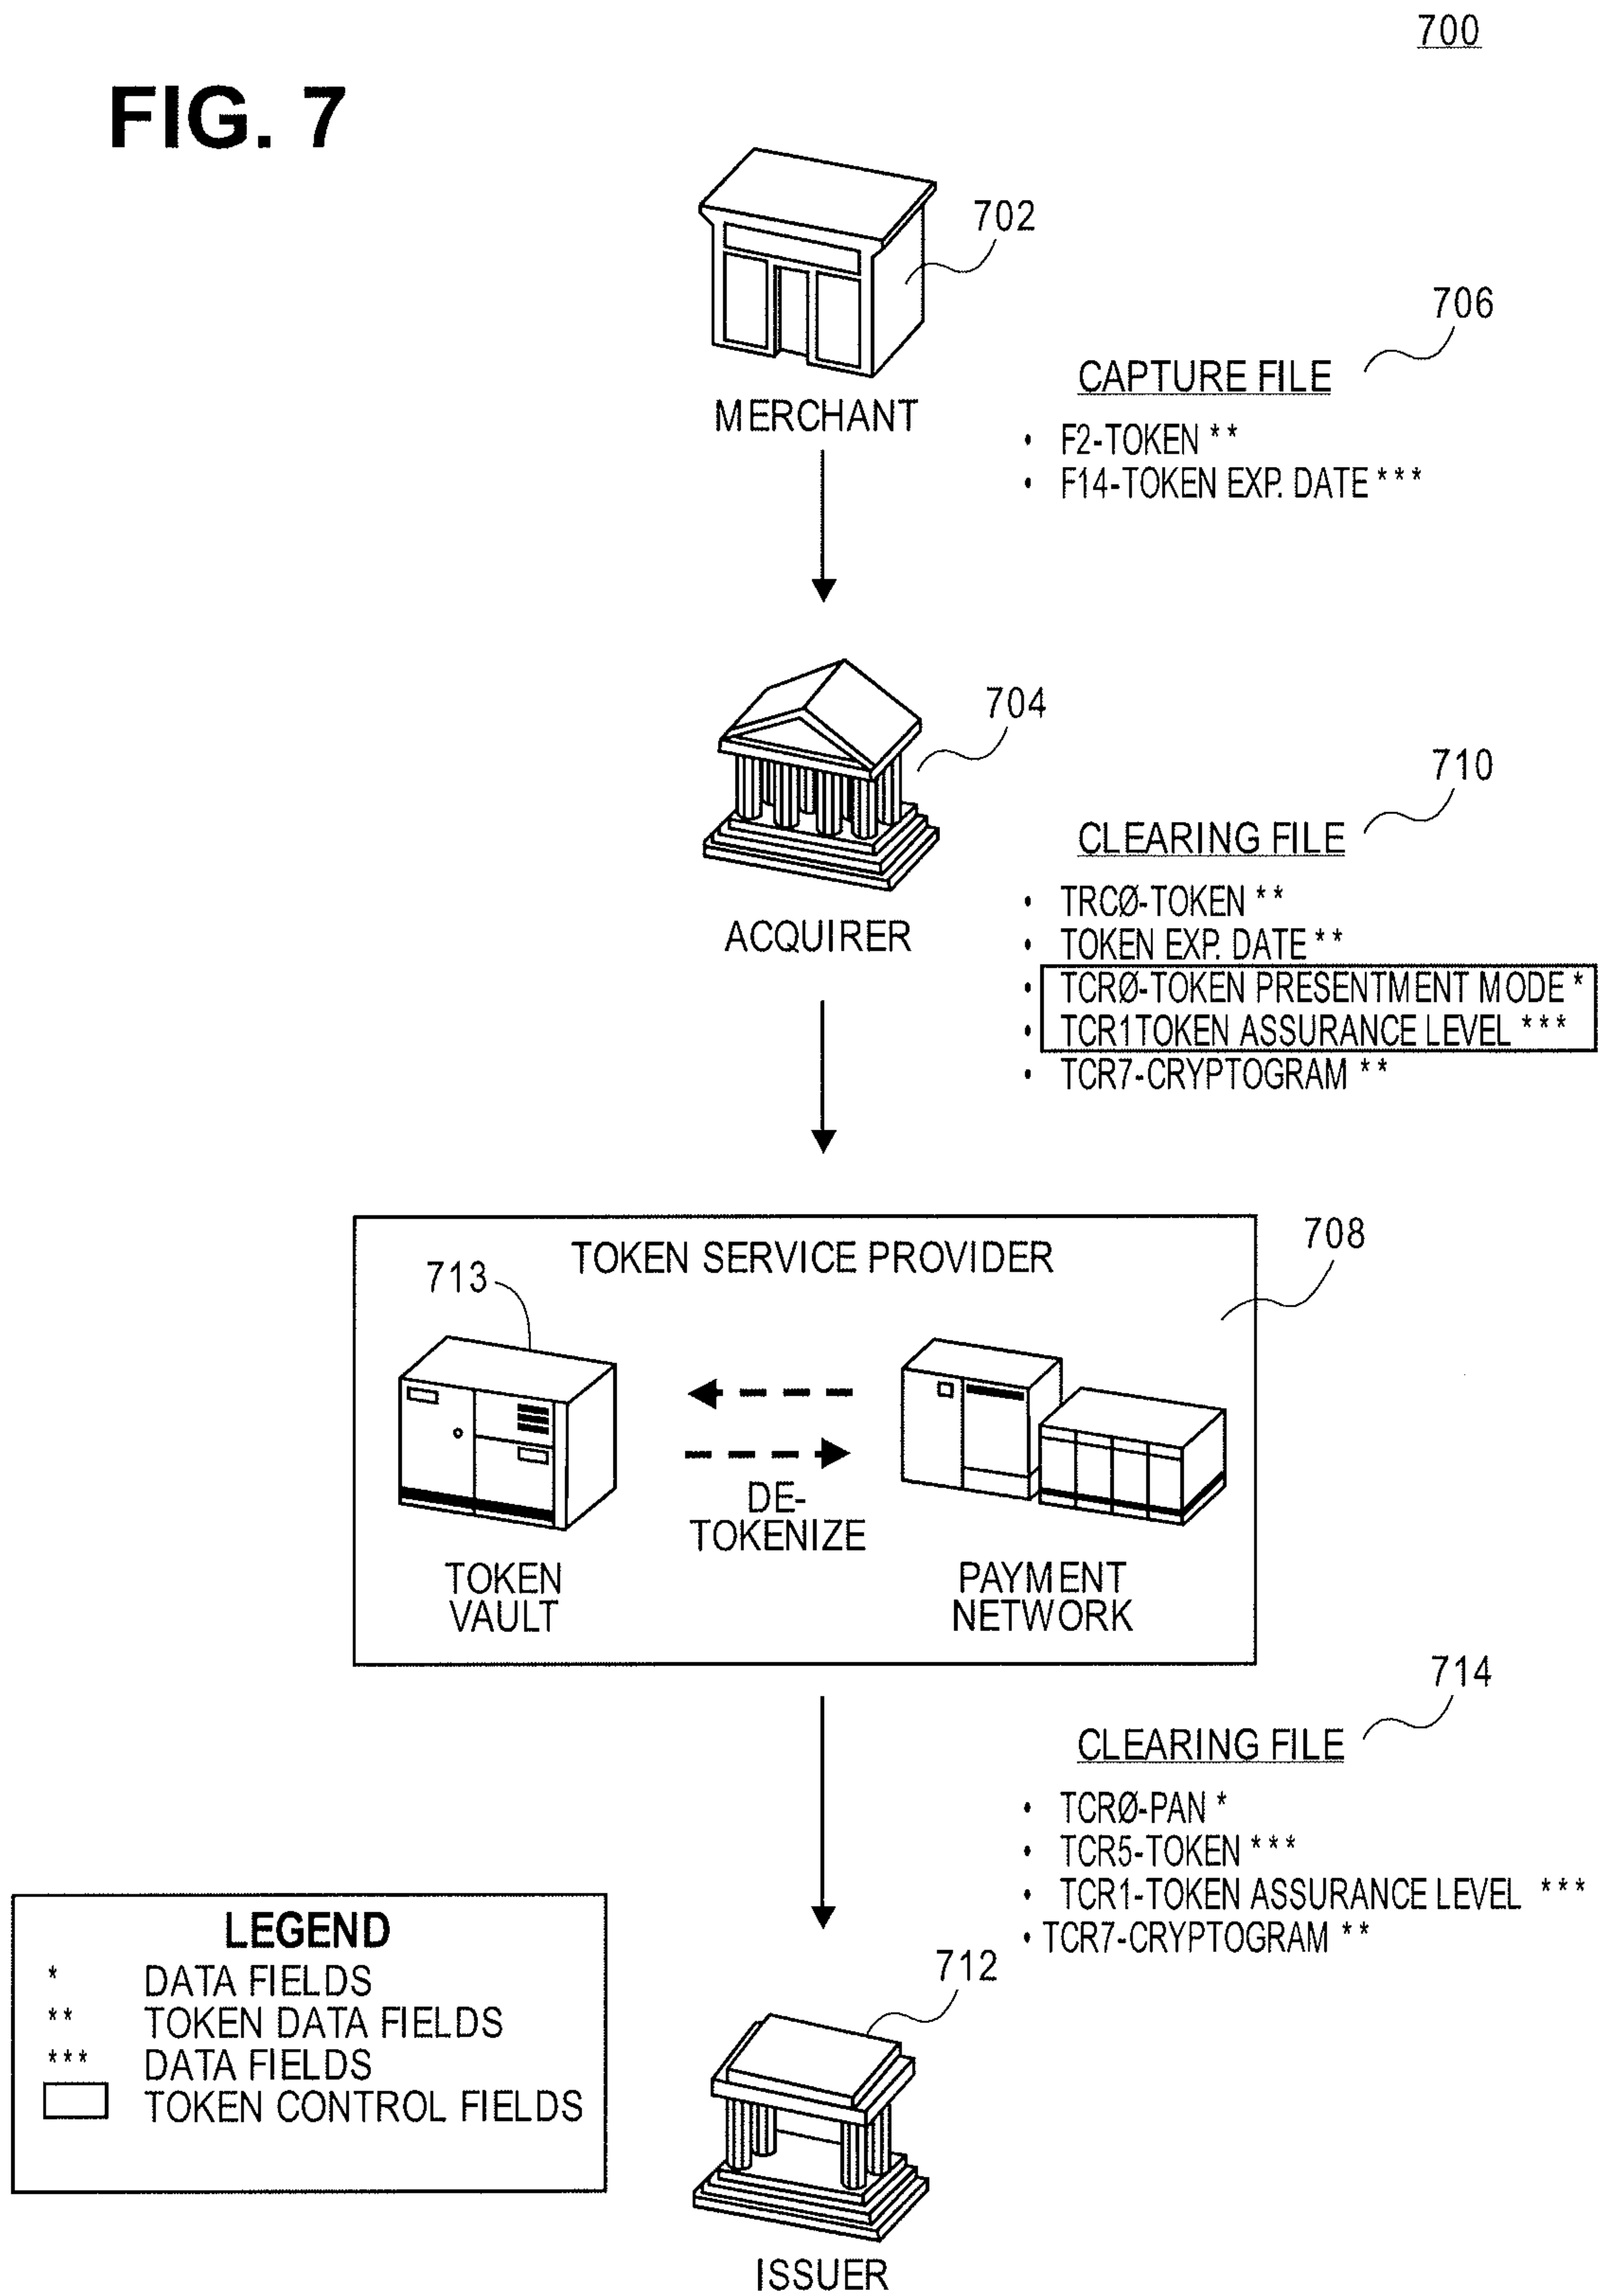 700
FIG. 7
702
706
CAPTURE FILE
MERCHANT
• F2-TOKEN **
• F14-TOKEN EXP. DATE ***
704
710
CLEARING FILE
ACQUIRER
• TRCØ-TOKEN **
• TOKEN EXP. DATE **
• TCRØ-TOKEN PRESENTMENT MODE *
• TCR1TOKEN ASSURANCE LEVEL ***
• TCR7-CRYPTOGRAM **
708
TOKEN SERVICE PROVIDER
713
DE-
TOKENIZE
TOKEN
VAULT
PAYMENT
NETWORK
714
CLEARING FILE
• TCRØ-PAN *
• TCR5-TOKEN ***
• TCR1-TOKEN ASSURANCE LEVEL ***
• TCR7-CRYPTOGRAM **
LEGEND
* DATA FIELDS
** TOKEN DATA FIELDS
*** DATA FIELDS
TOKEN CONTROL FIELDS
712
ISSUER